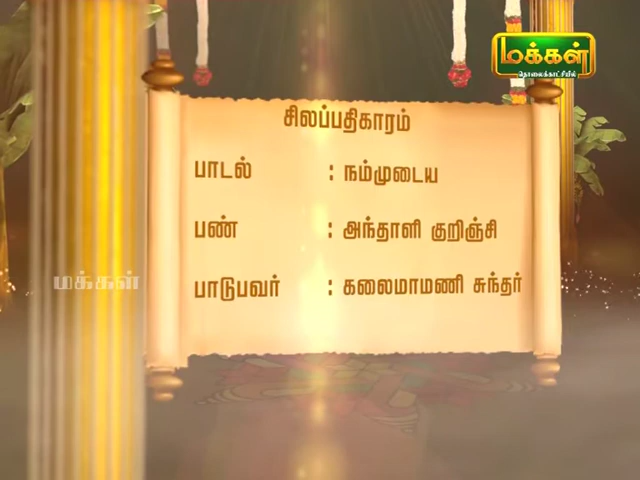 மக்கள்
தொலைக்காட்சியில்
சிலப்பதிகாரம்
பாடல் : நம்முடைய
பண் : அந்தாளி குறிஞ்சி
மக்கள்
பாடுபவர் : கலைமாமணி சுந்தர்